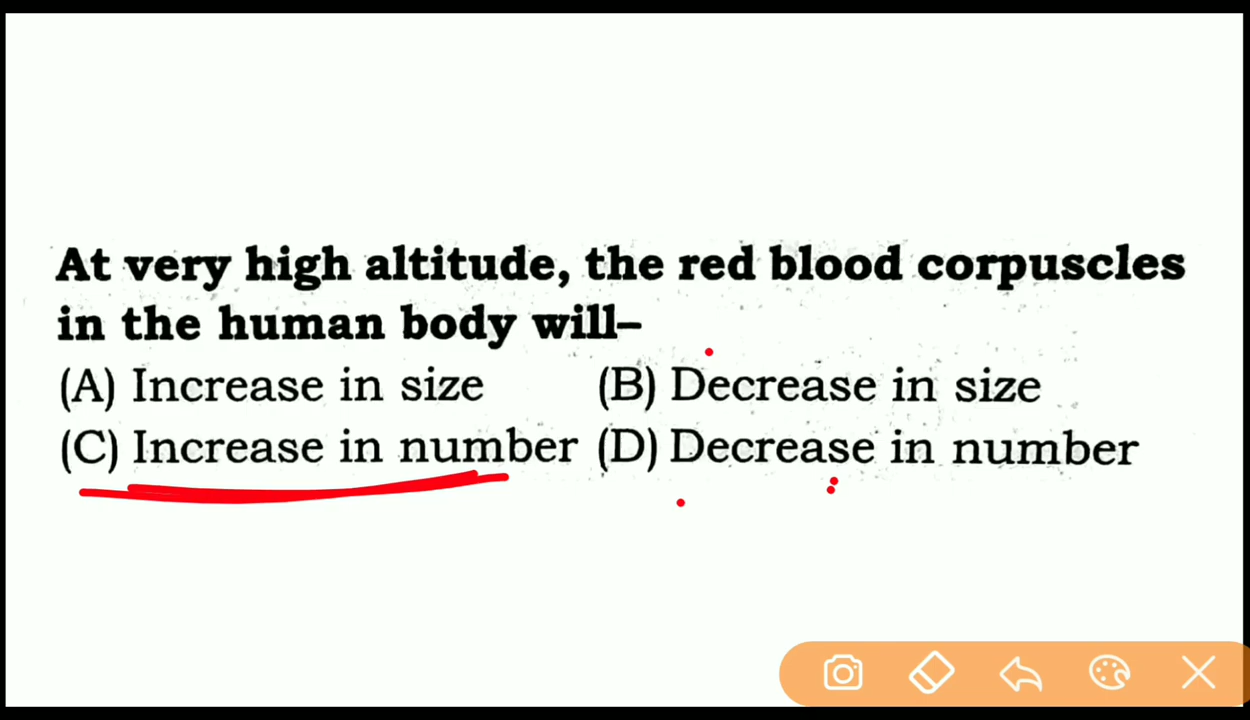 At very high altitude, the red blood corpuscles
in the human body will–
(A) Increase in size (B) Decrease in size
(C) Increase in number (D) Decrease in number